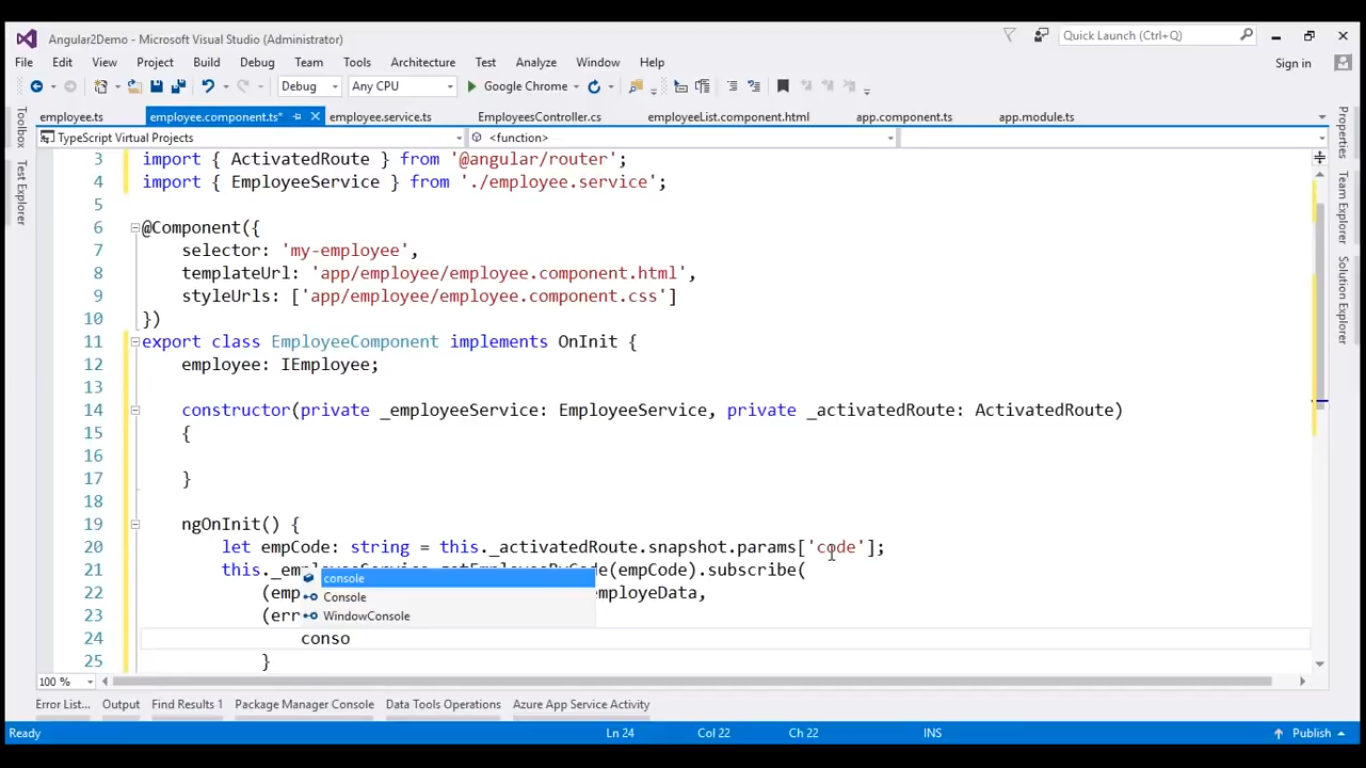 Angular2Demo - Microsoft Visual Studio (Administrator)
Quick Launch (Ctrl+Q)
File Edit View Project Build Debug Team Tools Architecture Test Analyze Window Help
Sign in
Debug Any CPU Google Chrome
employee.ts employee.component.ts* employee.service.ts EmployeesController.cs employeeList.component.html app.component.ts app.module.ts
TypeScript Virtual Projects <function>
Toolbox
Test Explorer
Properties
Team Explorer
Solution Explorer
3 import { ActivatedRoute } from '@angular/router';
4 import { EmployeeService } from './employee.service';
5
6 @Component({
7 selector: 'my-employee',
8 templateUrl: 'app/employee/employee.component.html',
9 styleUrls: ['app/employee/employee.component.css']
10 })
11 export class EmployeeComponent implements OnInit {
12 employee: IEmployee;
13
14 constructor(private _employeeService: EmployeeService, private _activatedRoute: ActivatedRoute)
15 {
16
17 }
18
19 ngOnInit() {
20 let empCode: string = this._activatedRoute.snapshot.params['code'];
21 this._em Code(empCode).subscribe(
22 (emp mployeData,
23 (err
24 conso
25 }
console
Console
WindowConsole
100 %
Error List... Output Find Results 1 Package Manager Console Data Tools Operations Azure App Service Activity
Ready Ln 24 Col 22 Ch 22 INS Publish